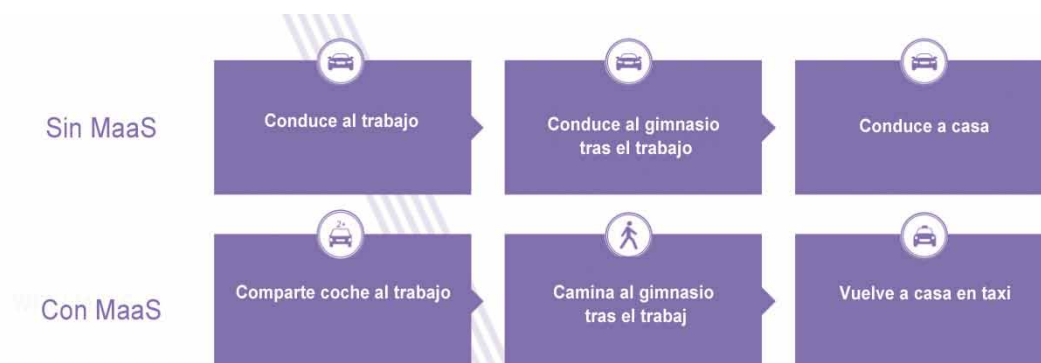 Sin MaaS
Conduce al trabajo
Conduce al gimnasio
tras el trabajo
Conduce a casa
2+
Con MaaS
Comparte coche al trabajo
Camina al gimnasio
tras el trabaj
Vuelve a casa en taxi